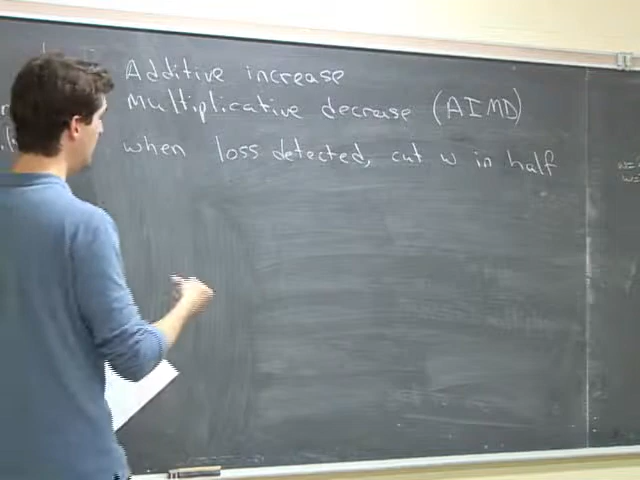 Additive increase
Multiplicative decrease (AIMD)
when loss detected, cut w in half